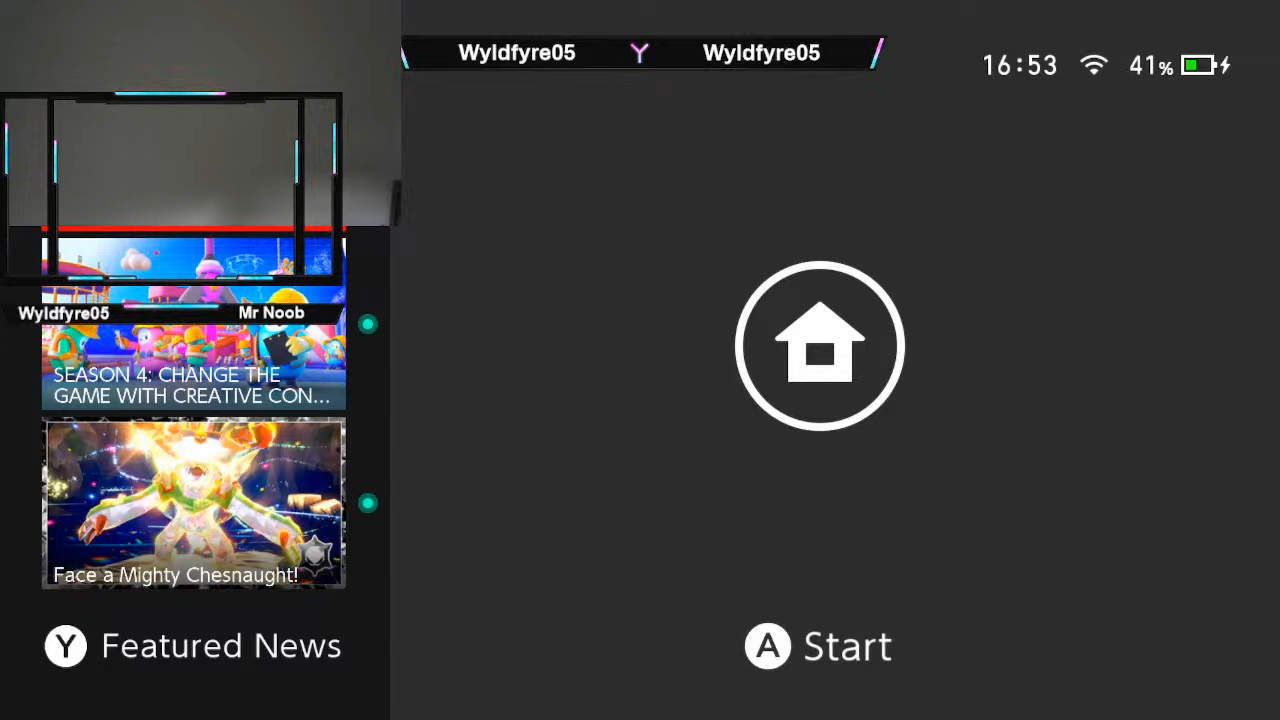 Wyldfyre05 Y Wyldfyre05
16:53 41%
Wyldfyre05 Mr Noob
SEASON 4: CHANGE THE
GAME WITH CREATIVE CON...
Face a Mighty Chesnaught!
Y Featured News
A Start